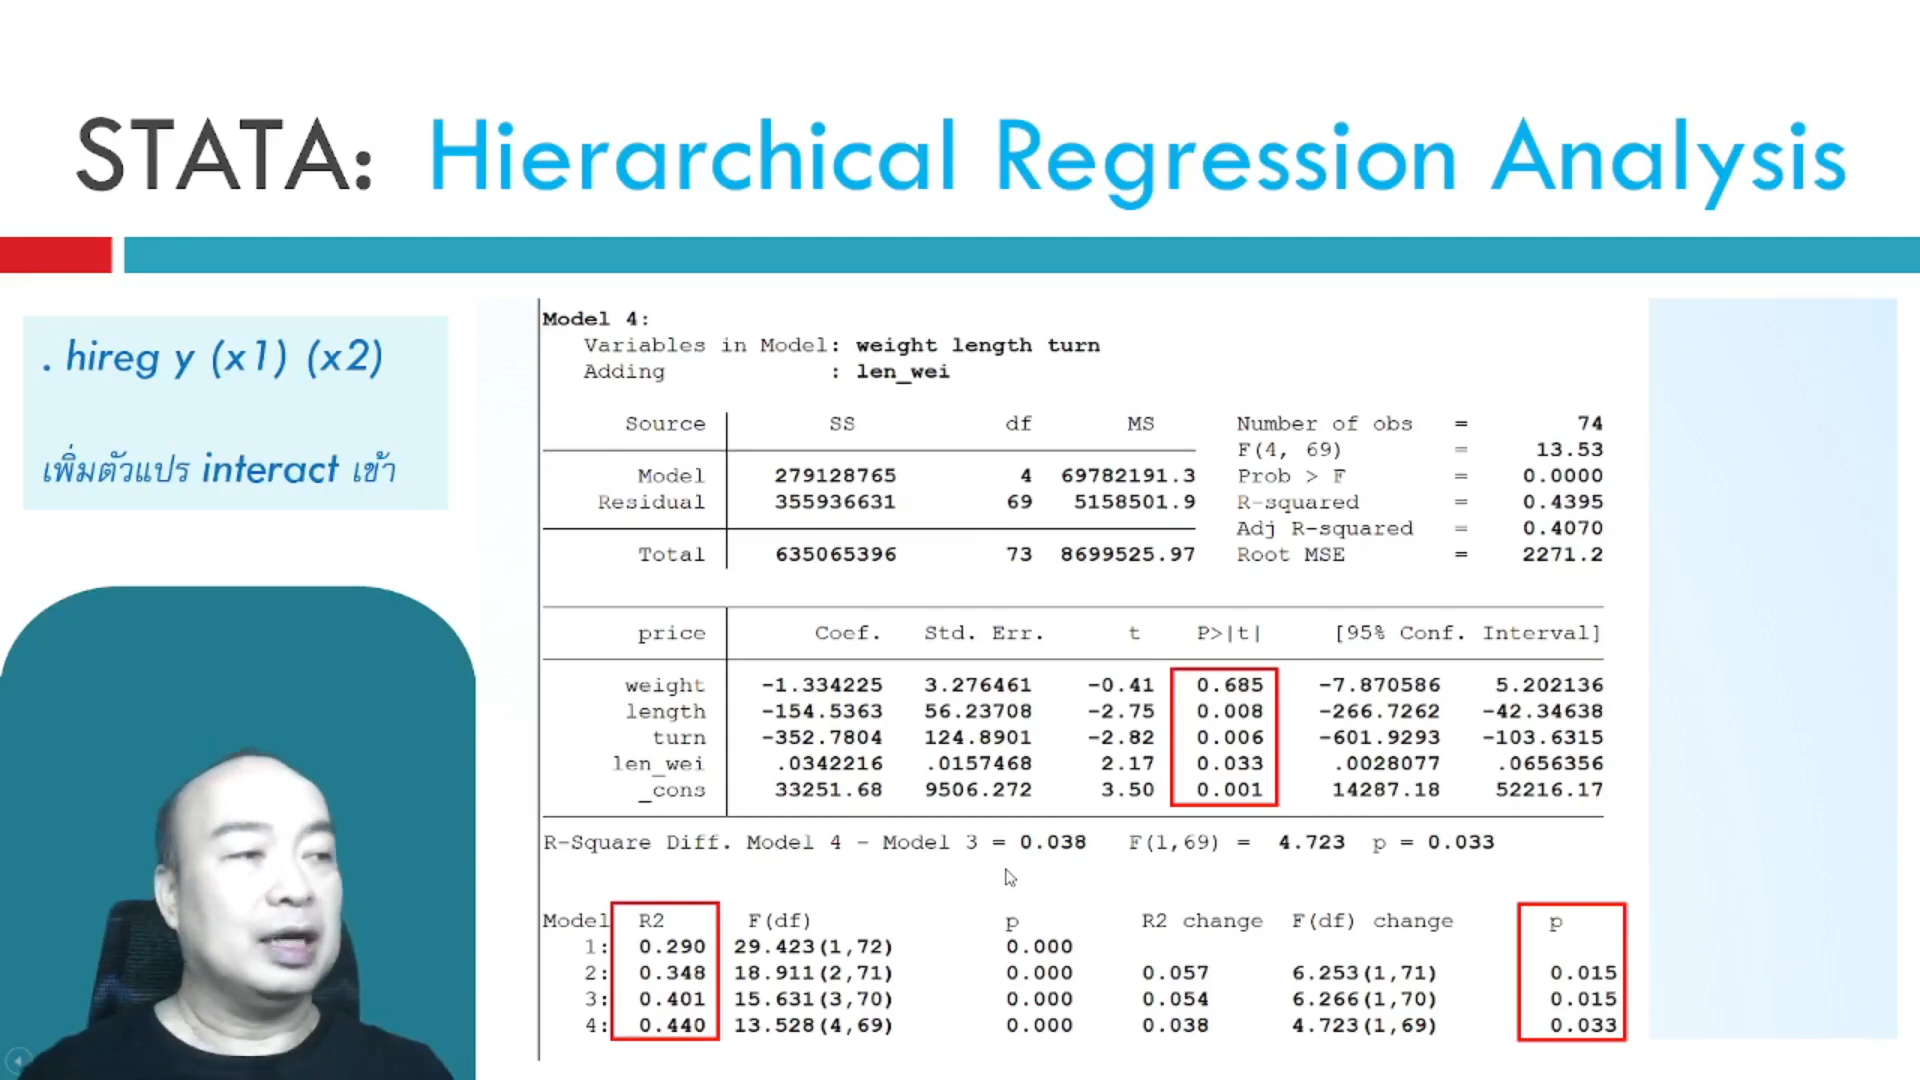 STATA: Hierarchical Regression Analysis
. hireg y (x1) (x2)
เพิ่มตัวแปร interact เข้า
Model 4:
Variables in Model: weight length turn
Adding : len_wei
Source SS df MS Number of obs = 74
F(4, 69) = 13.53
Model 279128765 4 69782191.3 Prob > F = 0.0000
Residual 355936631 69 5158501.9 R-squared = 0.4395
Adj R-squared = 0.4070
Total 635065396 73 8699525.97 Root MSE = 2271.2
price Coef. Std. Err. t P>|t| [95% Conf. Interval]
weight -1.334225 3.276461 -0.41 0.685 -7.870586 5.202136
length -154.5363 56.23708 -2.75 0.008 -266.7262 -42.34638
turn -352.7804 124.8901 -2.82 0.006 -601.9293 -103.6315
len_wei .0342216 .0157468 2.17 0.033 .0028077 .0656356
_cons 33251.68 9506.272 3.50 0.001 14287.18 52216.17
R-Square Diff. Model 4 - Model 3 = 0.038 F(1,69) = 4.723 p = 0.033
Model R2 F(df) p R2 change F(df) change p
1: 0.290 29.423(1,72) 0.000
2: 0.348 18.911(2,71) 0.000 0.057 6.253(1,71) 0.015
3: 0.401 15.631(3,70) 0.000 0.054 6.266(1,70) 0.015
4: 0.440 13.528(4,69) 0.000 0.038 4.723(1,69) 0.033